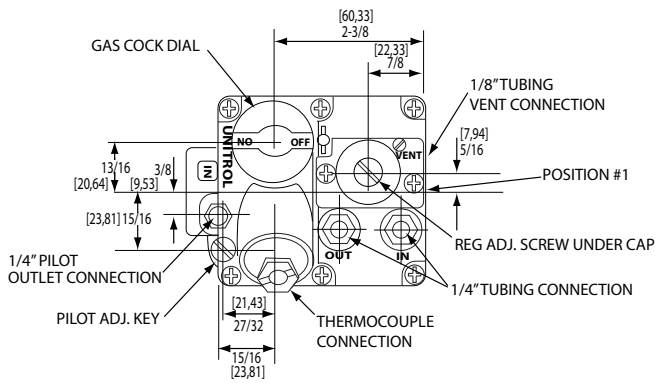 [60,33]
2-3/8
GAS COCK DIAL
[22,33]
7/8
1/8" TUBING
VENT CONNECTION
[7,94]
5/16
UNITROL
NO
OFF
VENT
IN
13/16
[20,64]
3/8
[9,53]
POSITION #1
[23,81] 15/16
REG ADJ. SCREW UNDER CAP
1/4" PILOT
OUTLET CONNECTION
OUT
IN
1/4" TUBING CONNECTION
PILOT ADJ. KEY
[21,43]
27/32
THERMOCOUPLE
CONNECTION
15/16
[23,81]